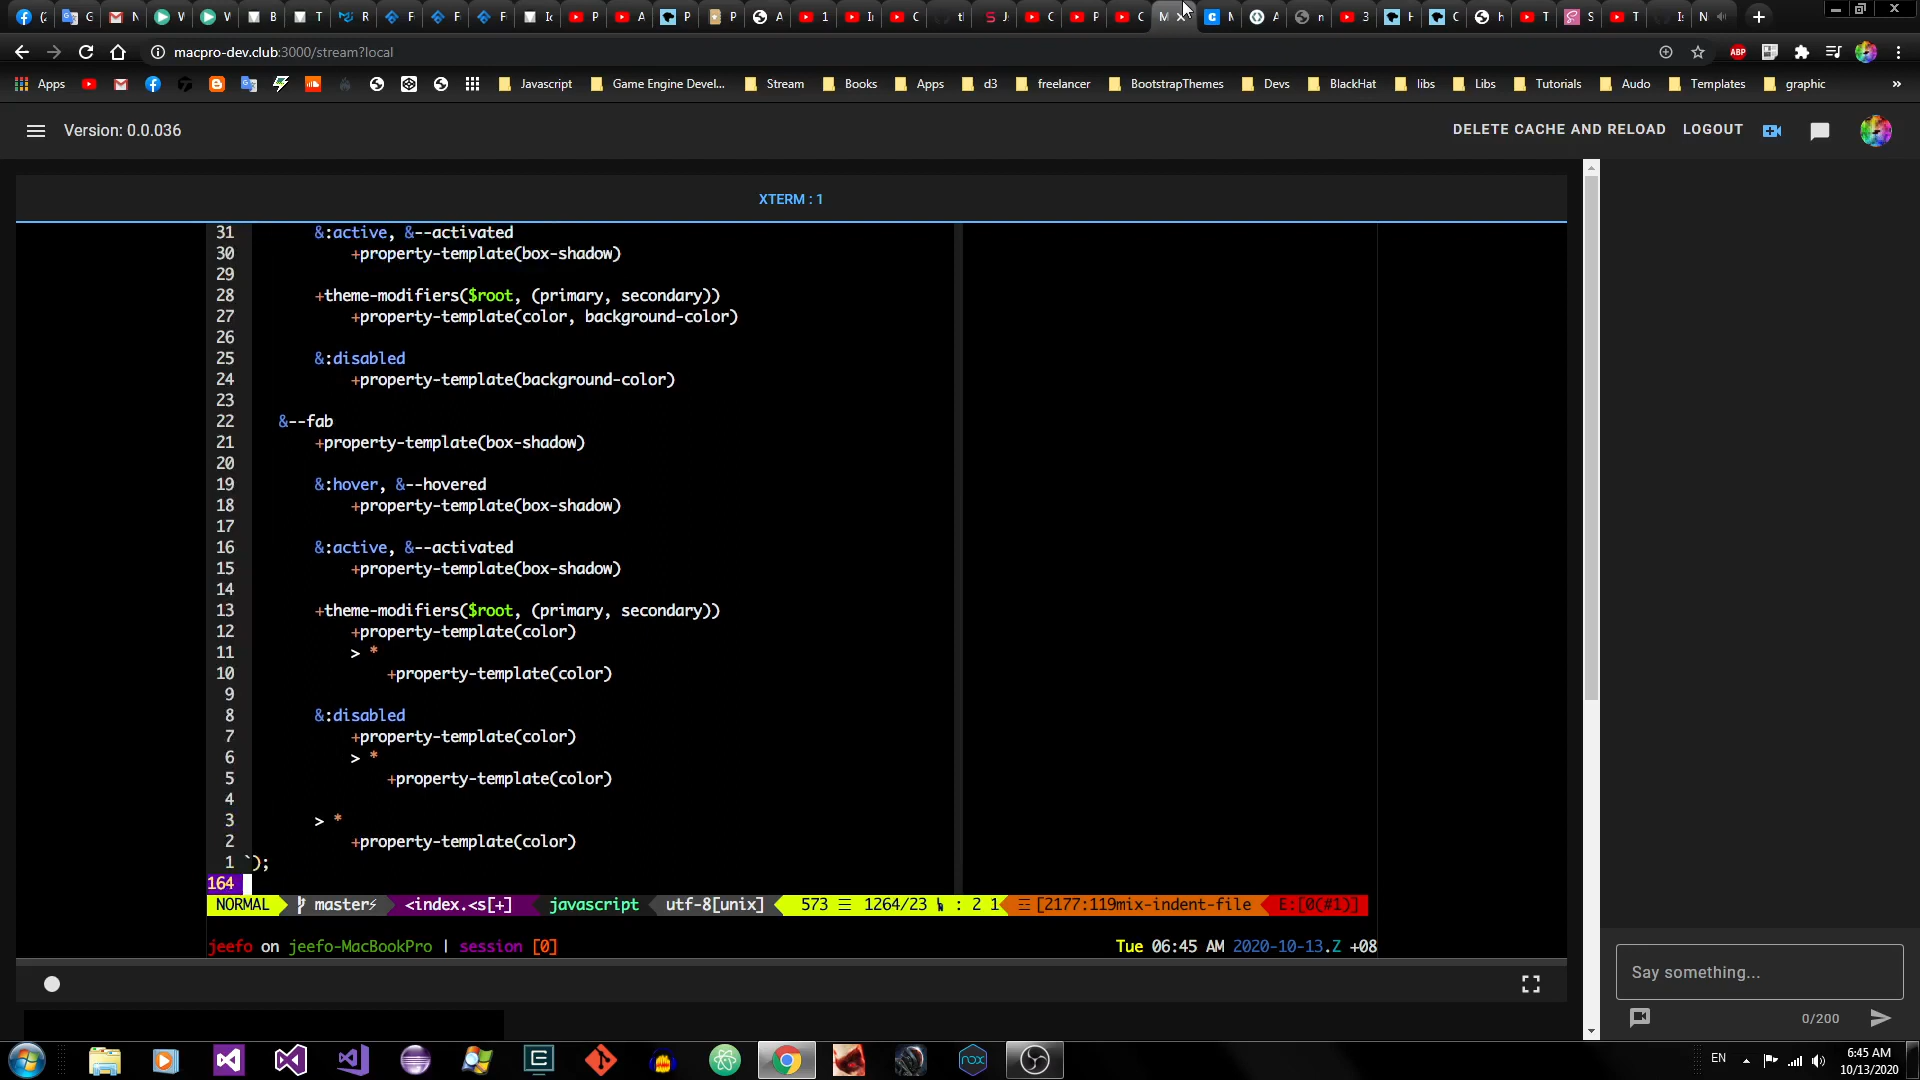 macpro-dev.club:3000/stream?local
Apps
Javascript
Game Engine Devel...
Stream
Books
Apps
d3
freelancer
BootstrapThemes
Devs
BlackHat
libs
Libs
Tutorials
Audo
Templates
graphic
»
Version: 0.0.036
DELETE CACHE AND RELOAD
LOGOUT
XTERM : 1
31 &:active, &--activated
30 +property-template(box-shadow)
29
28 +theme-modifiers($root, (primary, secondary))
27 +property-template(color, background-color)
26
25 &:disabled
24 +property-template(background-color)
23
22 &--fab
21 +property-template(box-shadow)
20
19 &:hover, &--hovered
18 +property-template(box-shadow)
17
16 &:active, &--activated
15 +property-template(box-shadow)
14
13 +theme-modifiers($root, (primary, secondary))
12 +property-template(color)
11 > *
10 +property-template(color)
9
8 &:disabled
7 +property-template(color)
6 > *
5 +property-template(color)
4
3 > *
2 +property-template(color)
1 `);
164
NORMAL master⚡ <index.<s[+] javascript utf-8[unix] 573 ☰ 1264/23 : 2 1 ☲ [2177:119mix-indent-file E:[0(#1)]
jeefo on jeefo-MacBookPro | session [0]
Tue 06:45 AM 2020-10-13.Z +08
Say something...
0/200
EN
6:45 AM
10/13/2020